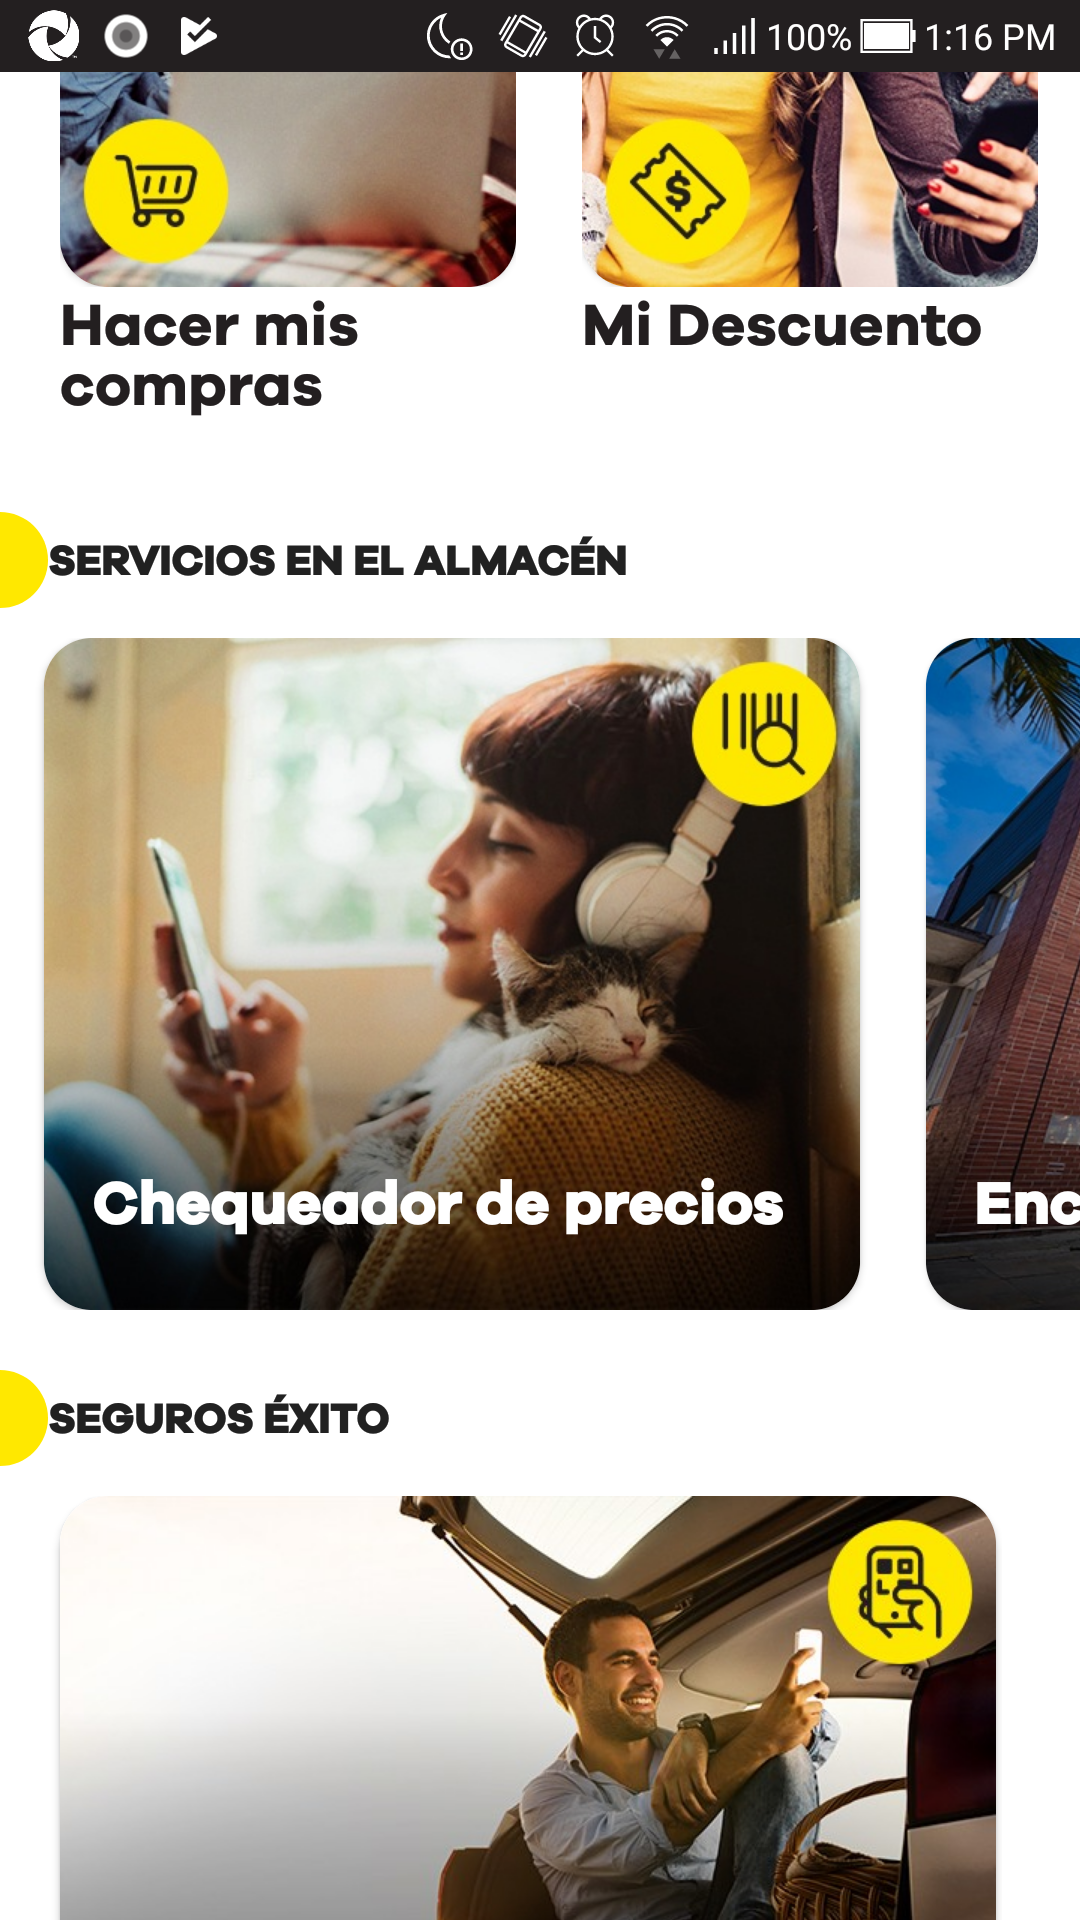 100% 1:16 PM
Hacer mis
compras
Mi Descuento
SERVICIOS EN EL ALMACÉN
Chequeador de precios
Enc
SEGUROS ÉXITO